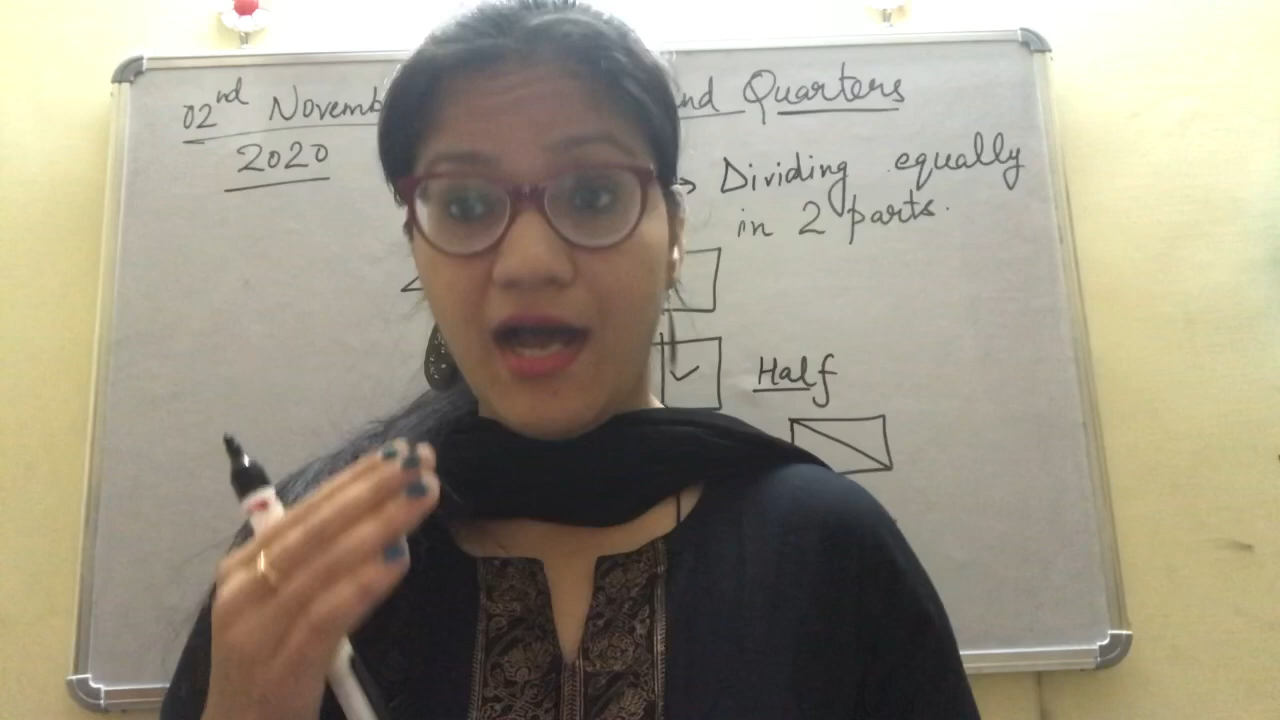 02nd Novemb nd Quarters
2020
→ Dividing equally
in 2 parts.
Half